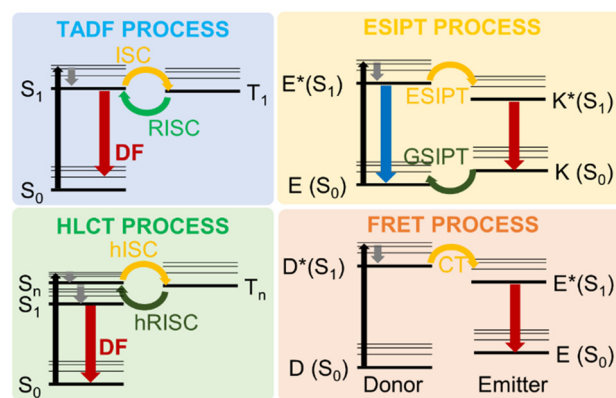 TADF PROCESS
ISC
S1
T1
RISC
DF
S0
ESIPT PROCESS
E*(S1)
ESIPT
K*(S1)
GSIPT
E (S0)
K (S0)
HLCT PROCESS
hISC
Sn
Tn
S1
hRISC
DF
S0
FRET PROCESS
D*(S1)
CT
E*(S1)
D (S0)
E (S0)
Donor
Emitter